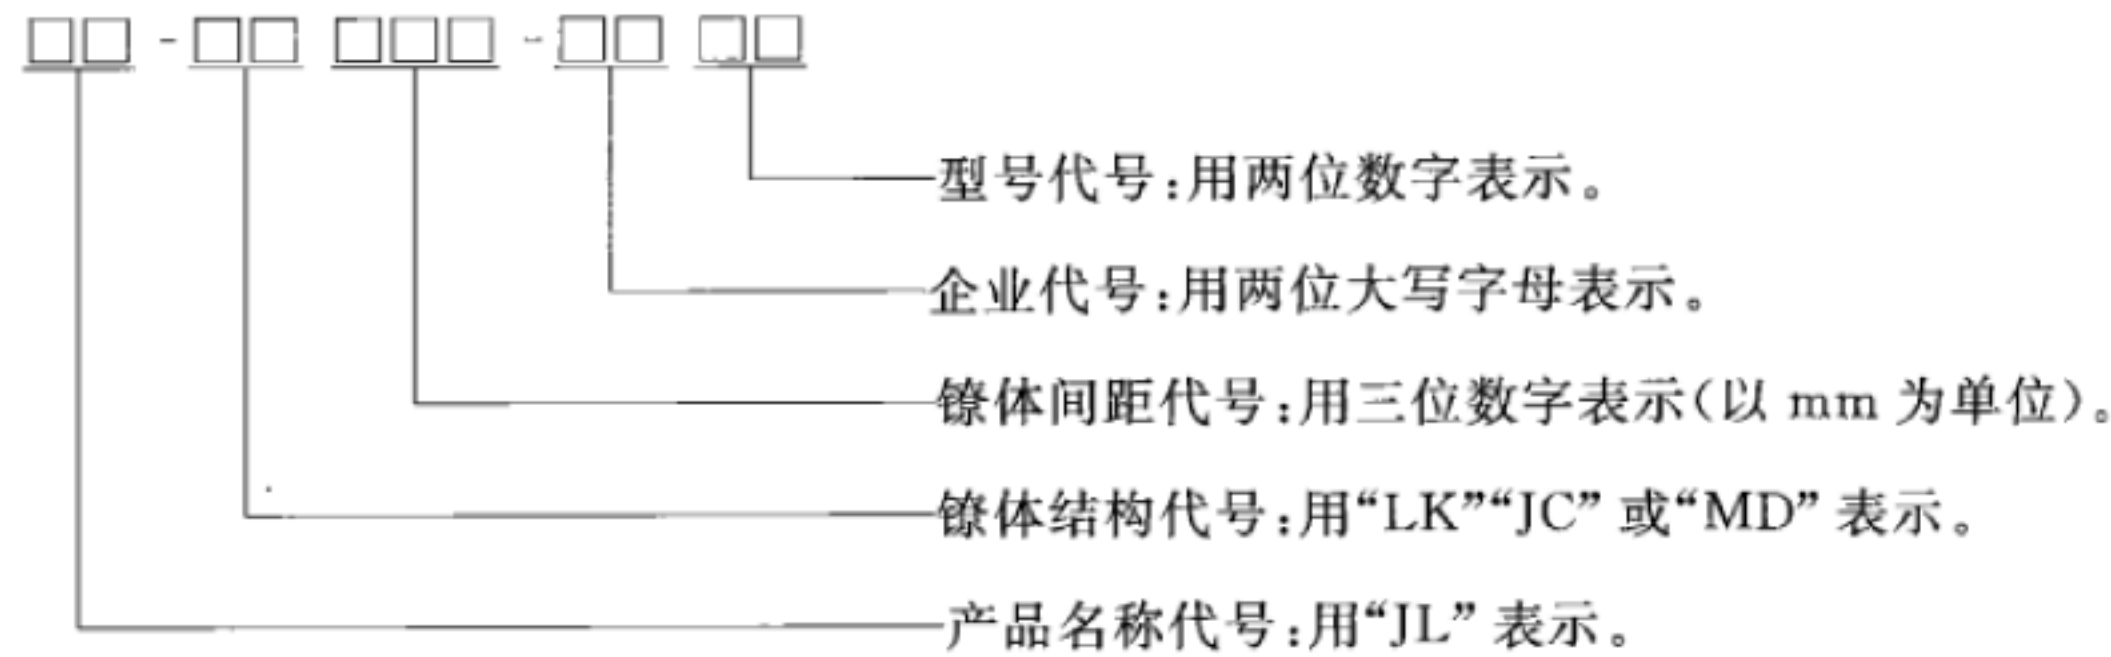 □□-□□ □□□-□□ □□
型号代号:用两位数字表示。
企业代号:用两位大写字母表示。
镣体间距代号:用三位数字表示(以 mm 为单位)。
镣体结构代号:用“LK”“JC”或“MD”表示。
产品名称代号:用“JL”表示。